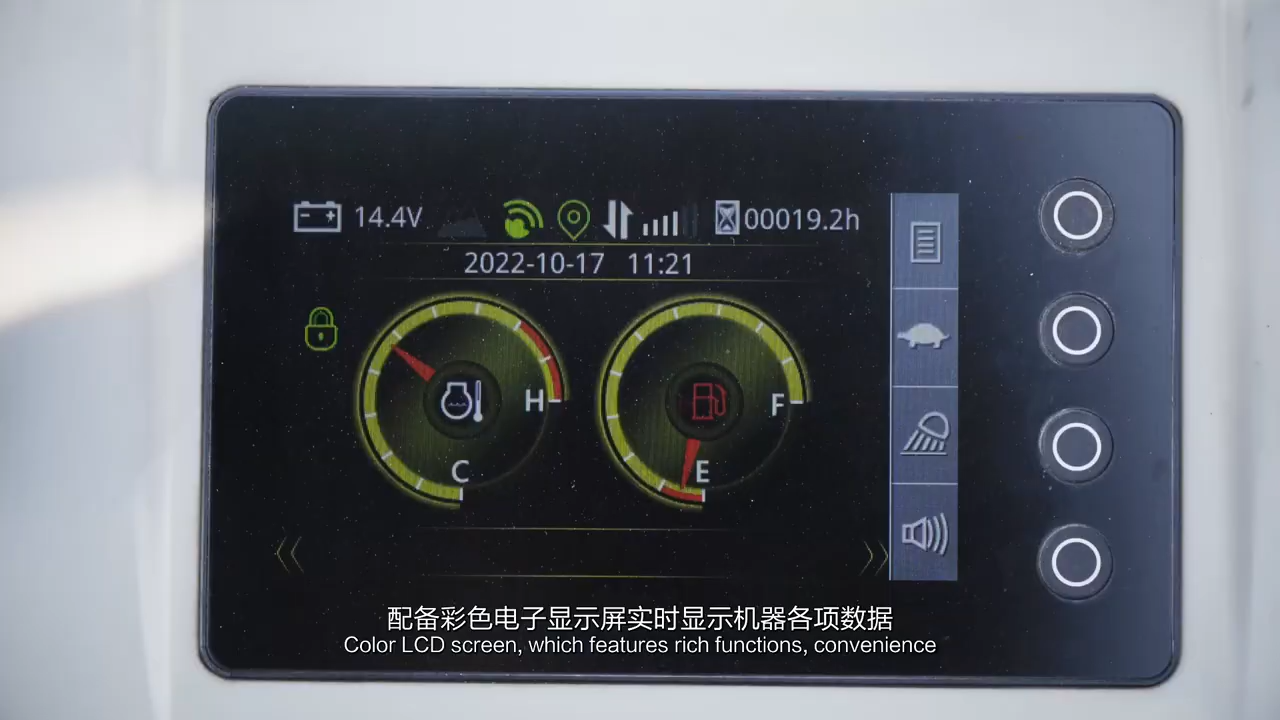 14.4V 00019.2h
2022-10-17 11:21
H
F
C
E
配备彩色电子显示屏实时显示机器各项数据
Color LCD screen, which features rich functions, convenience